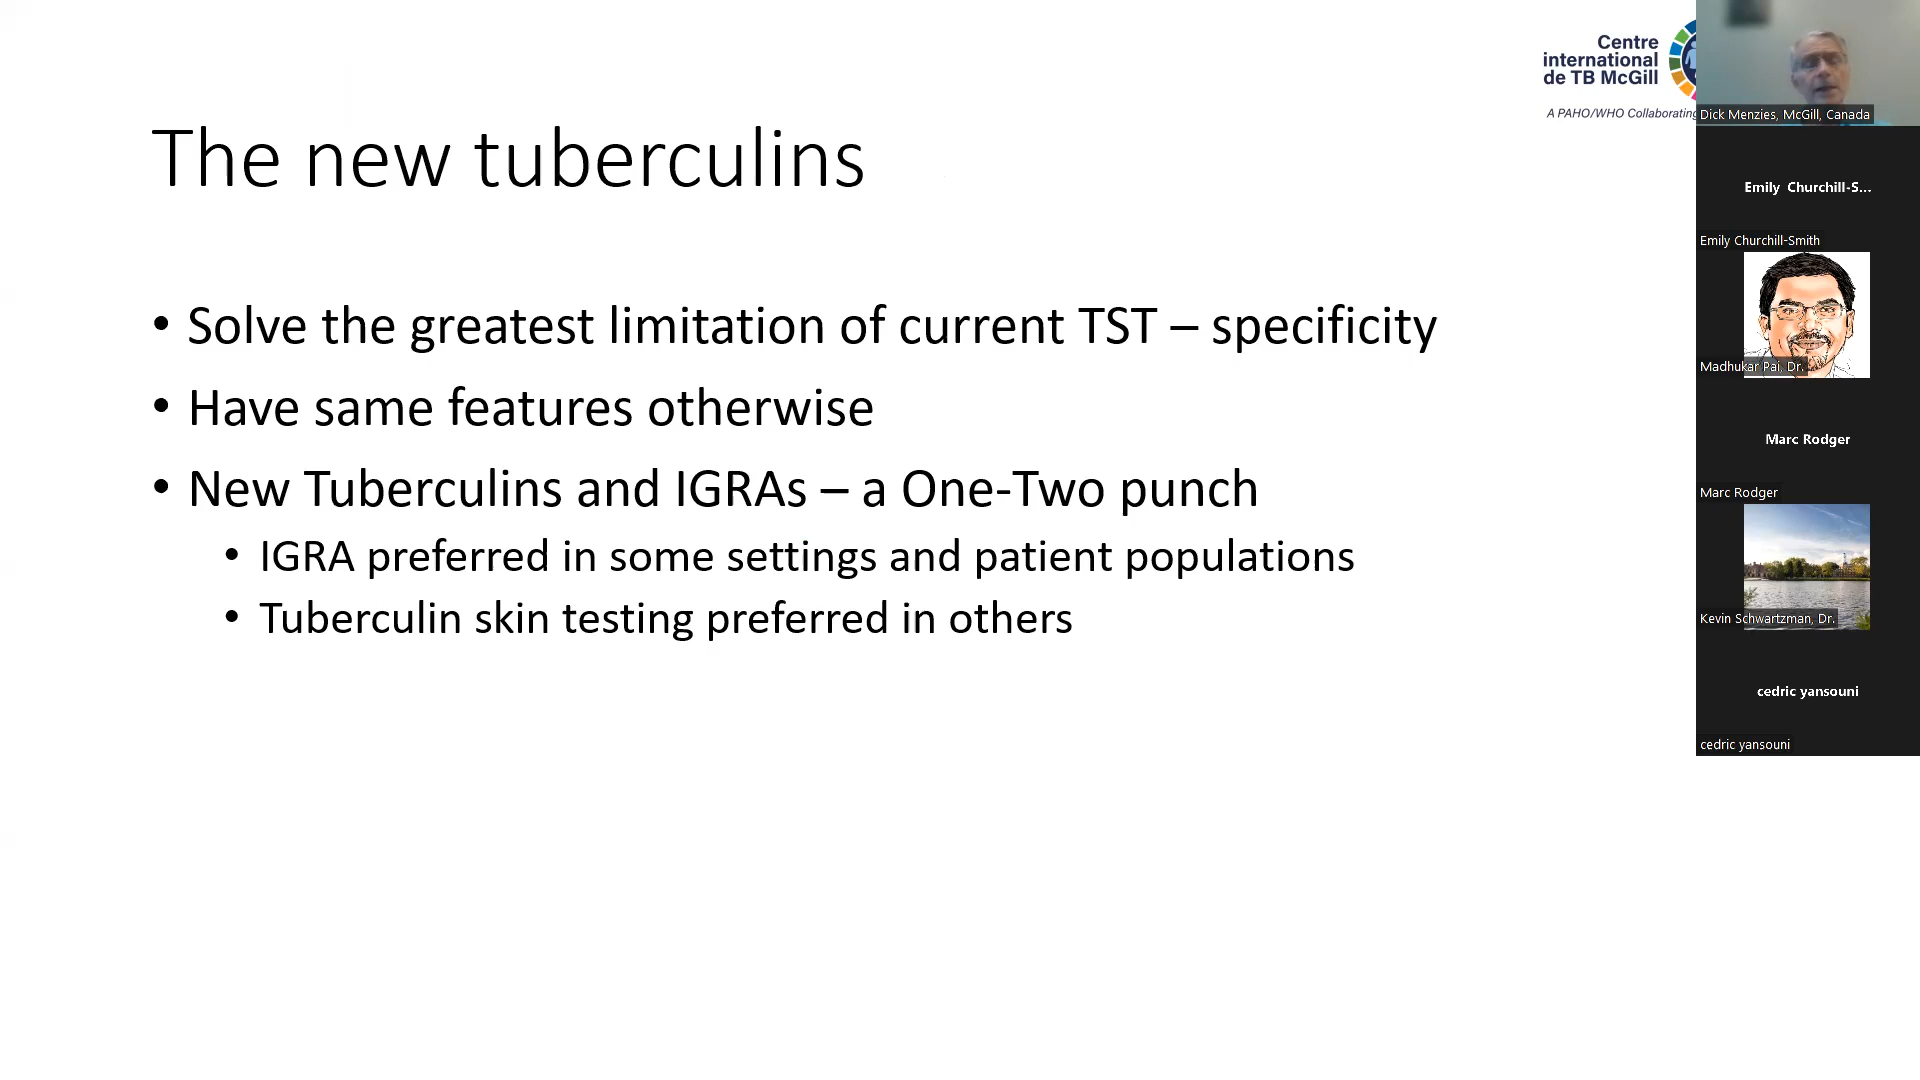 Centre
international
de TB McGill
A PAHO/WHO Collaborating
The new tuberculins
• Solve the greatest limitation of current TST – specificity
• Have same features otherwise
• New Tuberculins and IGRAs – a One-Two punch
• IGRA preferred in some settings and patient populations
• Tuberculin skin testing preferred in others
Dick Menzies, McGill, Canada
Emily Churchill-S...
Emily Churchill-Smith
Madhukar Pai, Dr.
Marc Rodger
Marc Rodger
Kevin Schwartzman, Dr.
cedric yansouni
cedric yansouni